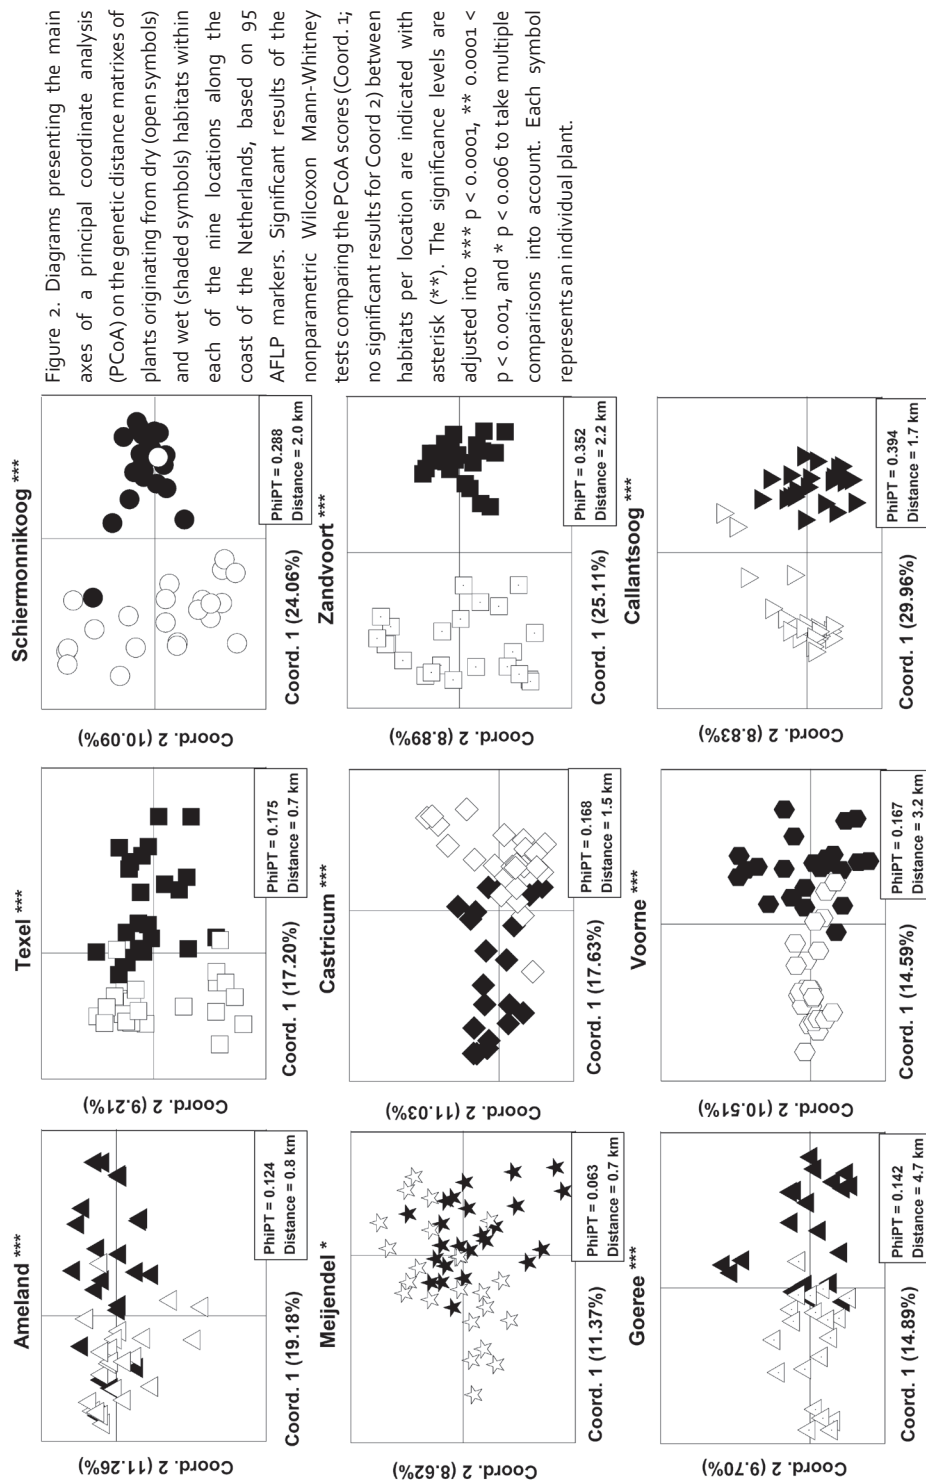 Ameland ***
Coord. 2 (11.26%)
PhiPT = 0.124
Distance = 0.8 km
Coord. 1 (19.18%)
Texel ***
Coord. 2 (9.21%)
PhiPT = 0.175
Distance = 0.7 km
Coord. 1 (17.20%)
Schiermonnikoog ***
Coord. 2 (10.09%)
PhiPT = 0.288
Distance = 2.0 km
Coord. 1 (24.06%)
Meijendel *
Coord. 2 (8.62%)
PhiPT = 0.063
Distance = 0.7 km
Coord. 1 (11.37%)
Castricum ***
Coord. 2 (11.03%)
PhiPT = 0.168
Distance = 1.5 km
Coord. 1 (17.63%)
Zandvoort ***
Coord. 2 (8.89%)
PhiPT = 0.352
Distance = 2.2 km
Coord. 1 (25.11%)
Goeree ***
Coord. 2 (9.70%)
PhiPT = 0.142
Distance = 4.7 km
Coord. 1 (14.89%)
Voorne ***
Coord. 2 (10.51%)
PhiPT = 0.167
Distance = 3.2 km
Coord. 1 (14.59%)
Callantsoog ***
Coord. 2 (8.83%)
PhiPT = 0.394
Distance = 1.7 km
Coord. 1 (29.96%)
Figure 2. Diagrams presenting the main
axes of a principal coordinate analysis
(PCoA) on the genetic distance matrixes of
plants originating from dry (open symbols)
and wet (shaded symbols) habitats within
each of the nine locations along the
coast of the Netherlands, based on 95
AFLP markers. Significant results of the
nonparametric Wilcoxon Mann-Whitney
tests comparing the PCoA scores (Coord. 1;
no significant results for Coord 2) between
habitats per location are indicated with
asterisk (**). The significance levels are
adjusted into *** p < 0.0001, ** 0.0001 <
p < 0.001, and * p < 0.006 to take multiple
comparisons into account. Each symbol
represents an individual plant.